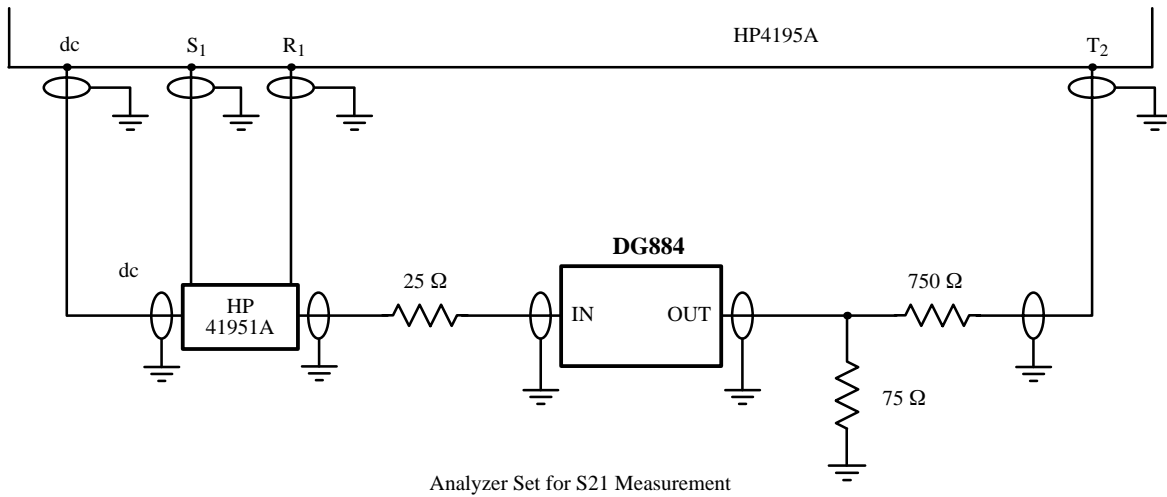 HP4195A
dc
S1
R1
T2
DG884
dc
25 Ω
750 Ω
HP
41951A
IN
OUT
75 Ω
Analyzer Set for S21 Measurement